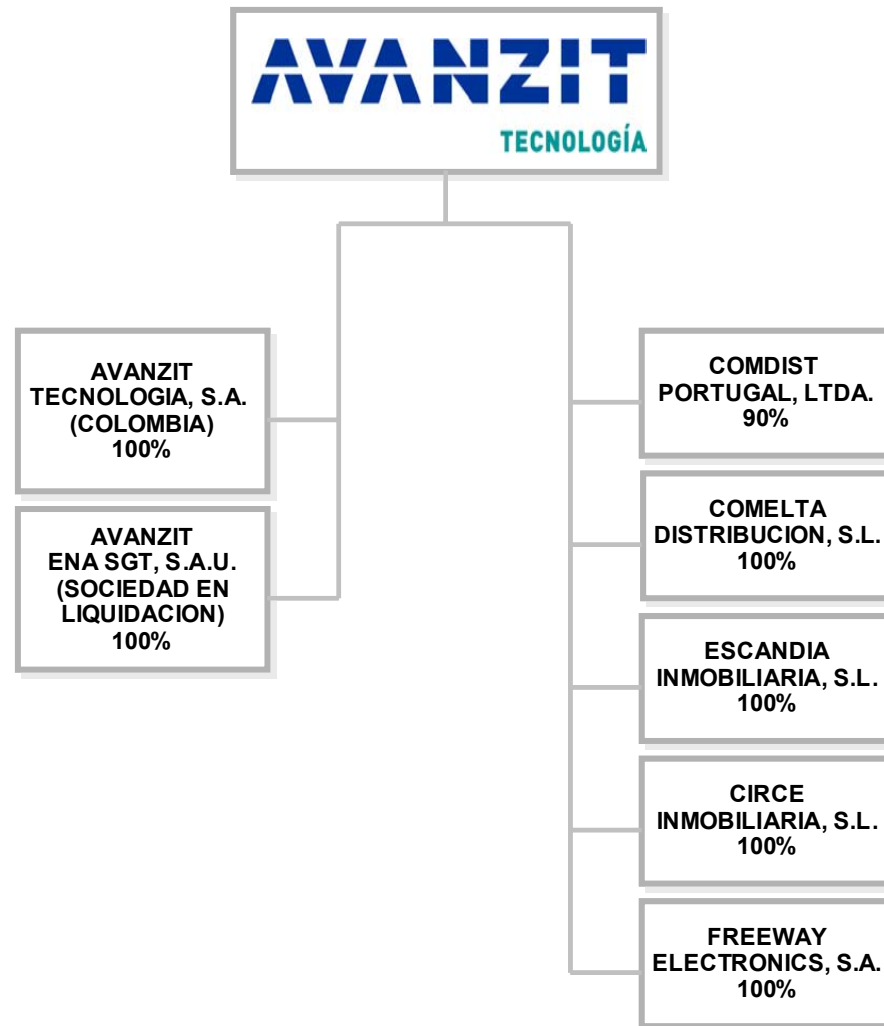 AVANZIT
TECNOLOGÍA
AVANZIT
TECNOLOGIA, S.A.
(COLOMBIA)
100%
AVANZIT
ENA SGT, S.A.U.
(SOCIEDAD EN
LIQUIDACION)
100%
COMDIST
PORTUGAL, LTDA.
90%
COMELTA
DISTRIBUCION, S.L.
100%
ESCANDIA
INMOBILIARIA, S.L.
100%
CIRCE
INMOBILIARIA, S.L.
100%
FREEWAY
ELECTRONICS, S.A.
100%